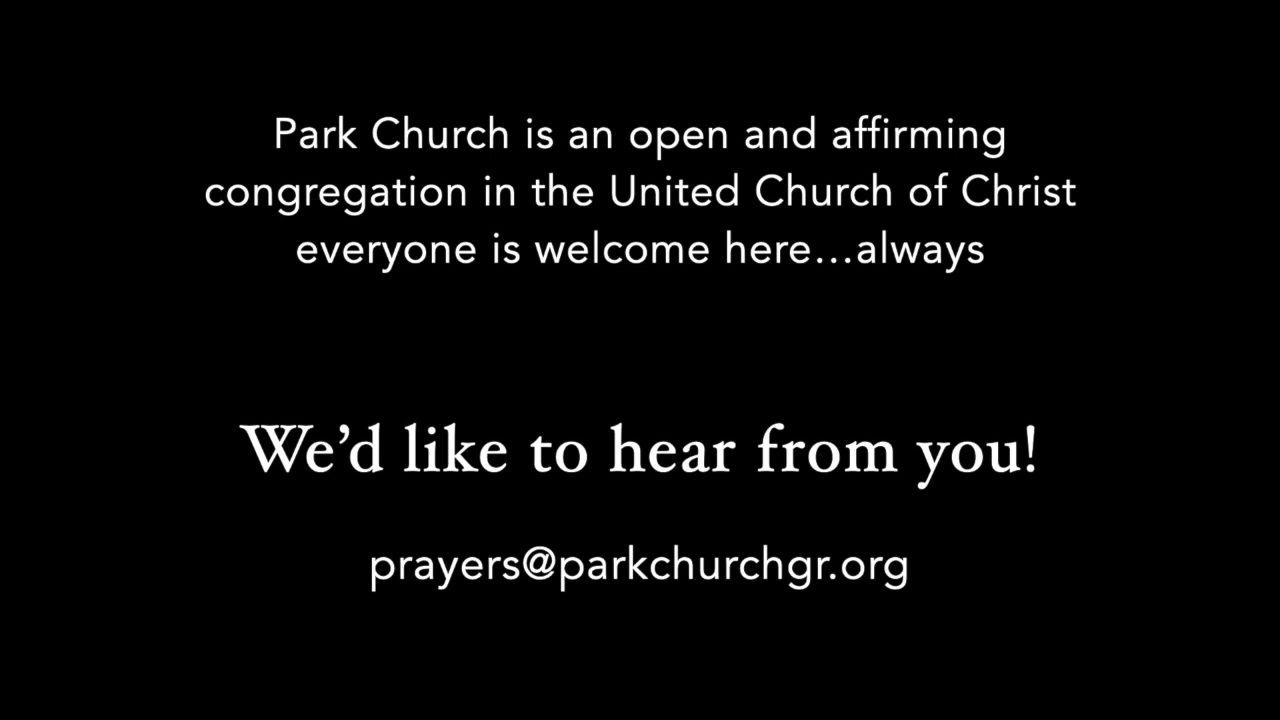 Park Church is an open and affirming
congregation in the United Church of Christ
everyone is welcome here...always
We’d like to hear from you!
prayers@parkchurchgr.org